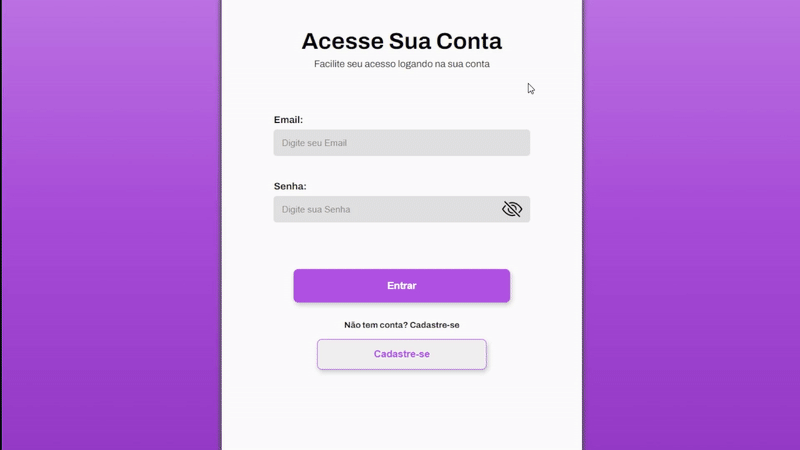 Acesse Sua Conta
Facilite seu acesso logando na sua conta
Email:
Digite seu Email
Senha:
Digite sua Senha
Entrar
Não tem conta? Cadastre-se
Cadastre-se